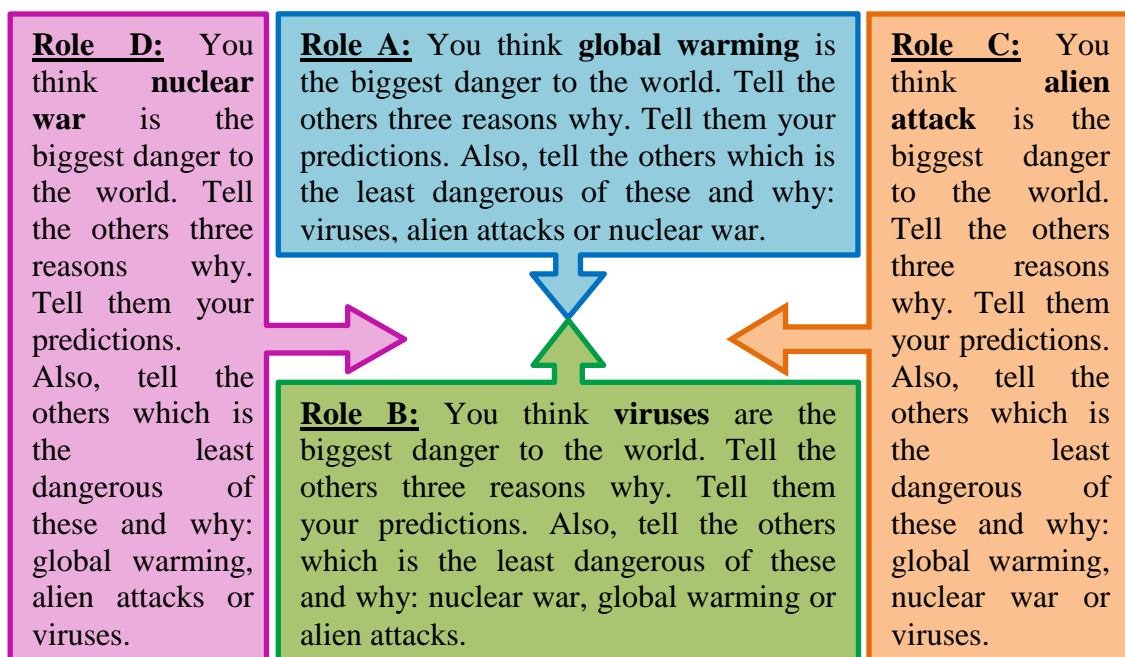 Role D: You
think nuclear
war is the
biggest danger to
the world. Tell
the others three
reasons why.
Tell them your
predictions.
Also, tell the
others which is
the least
dangerous of
these and why:
global warming,
alien attacks or
viruses.
Role A: You think global warming is
the biggest danger to the world. Tell the
others three reasons why. Tell them your
predictions. Also, tell the others which is
the least dangerous of these and why:
viruses, alien attacks or nuclear war.
Role B: You think viruses are the
biggest danger to the world. Tell the
others three reasons why. Tell them
your predictions. Also, tell the others
which is the least dangerous of these
and why: nuclear war, global warming or
alien attacks.
Role C: You
think alien
attack is the
biggest danger
to the world.
Tell the others
three reasons
why. Tell them
your predictions.
Also, tell the
others which is
the least
dangerous of
these and why:
global warming,
nuclear war or
viruses.